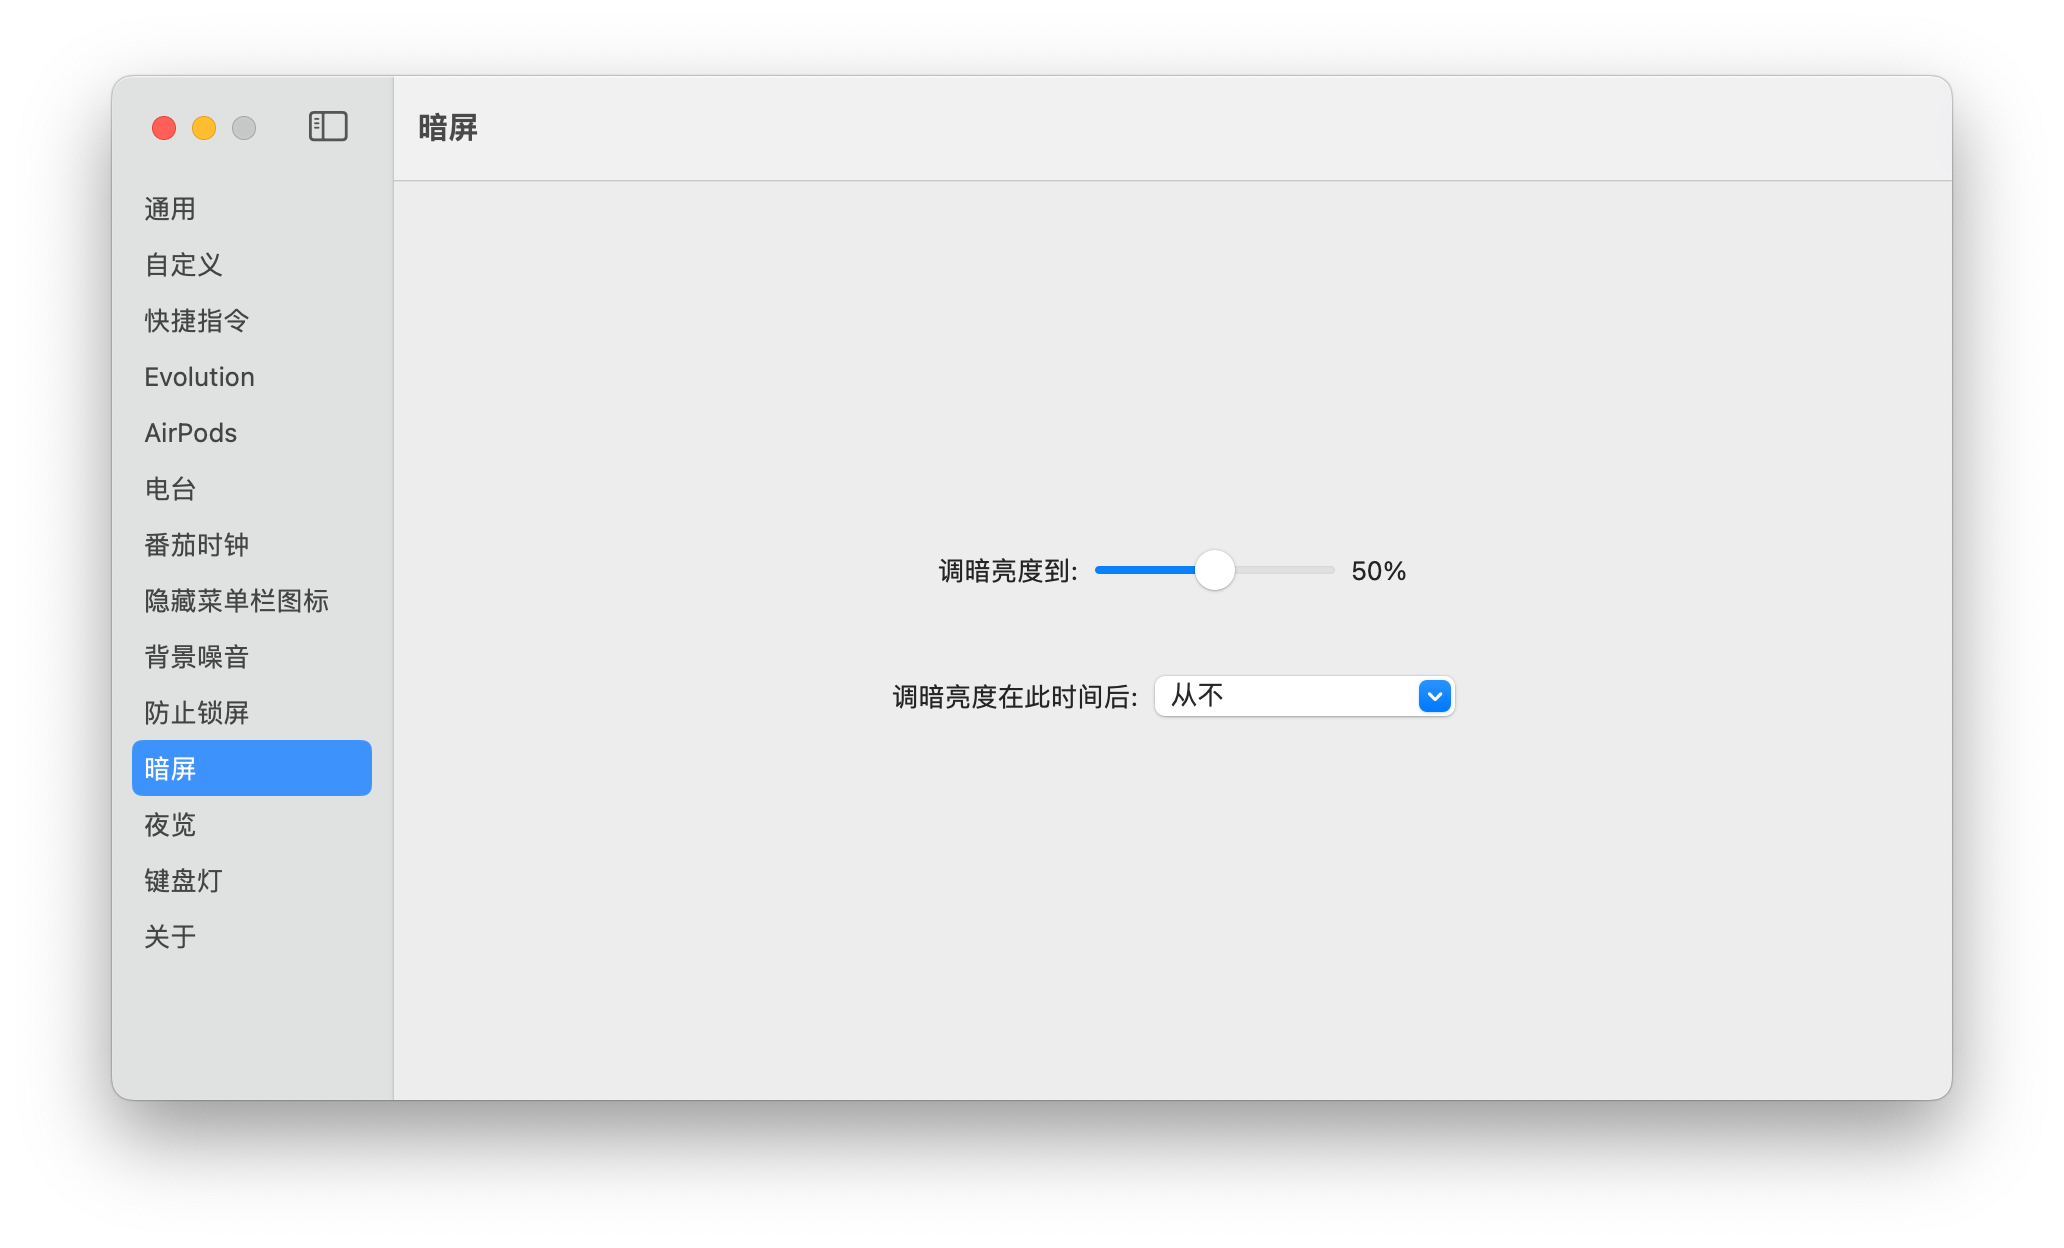 暗屏
通用
自定义
快捷指令
Evolution
AirPods
电台
番茄时钟
隐藏菜单栏图标
背景噪音
防止锁屏
暗屏
夜览
键盘灯
关于
调暗亮度到: 50%
调暗亮度在此时间后: 从不